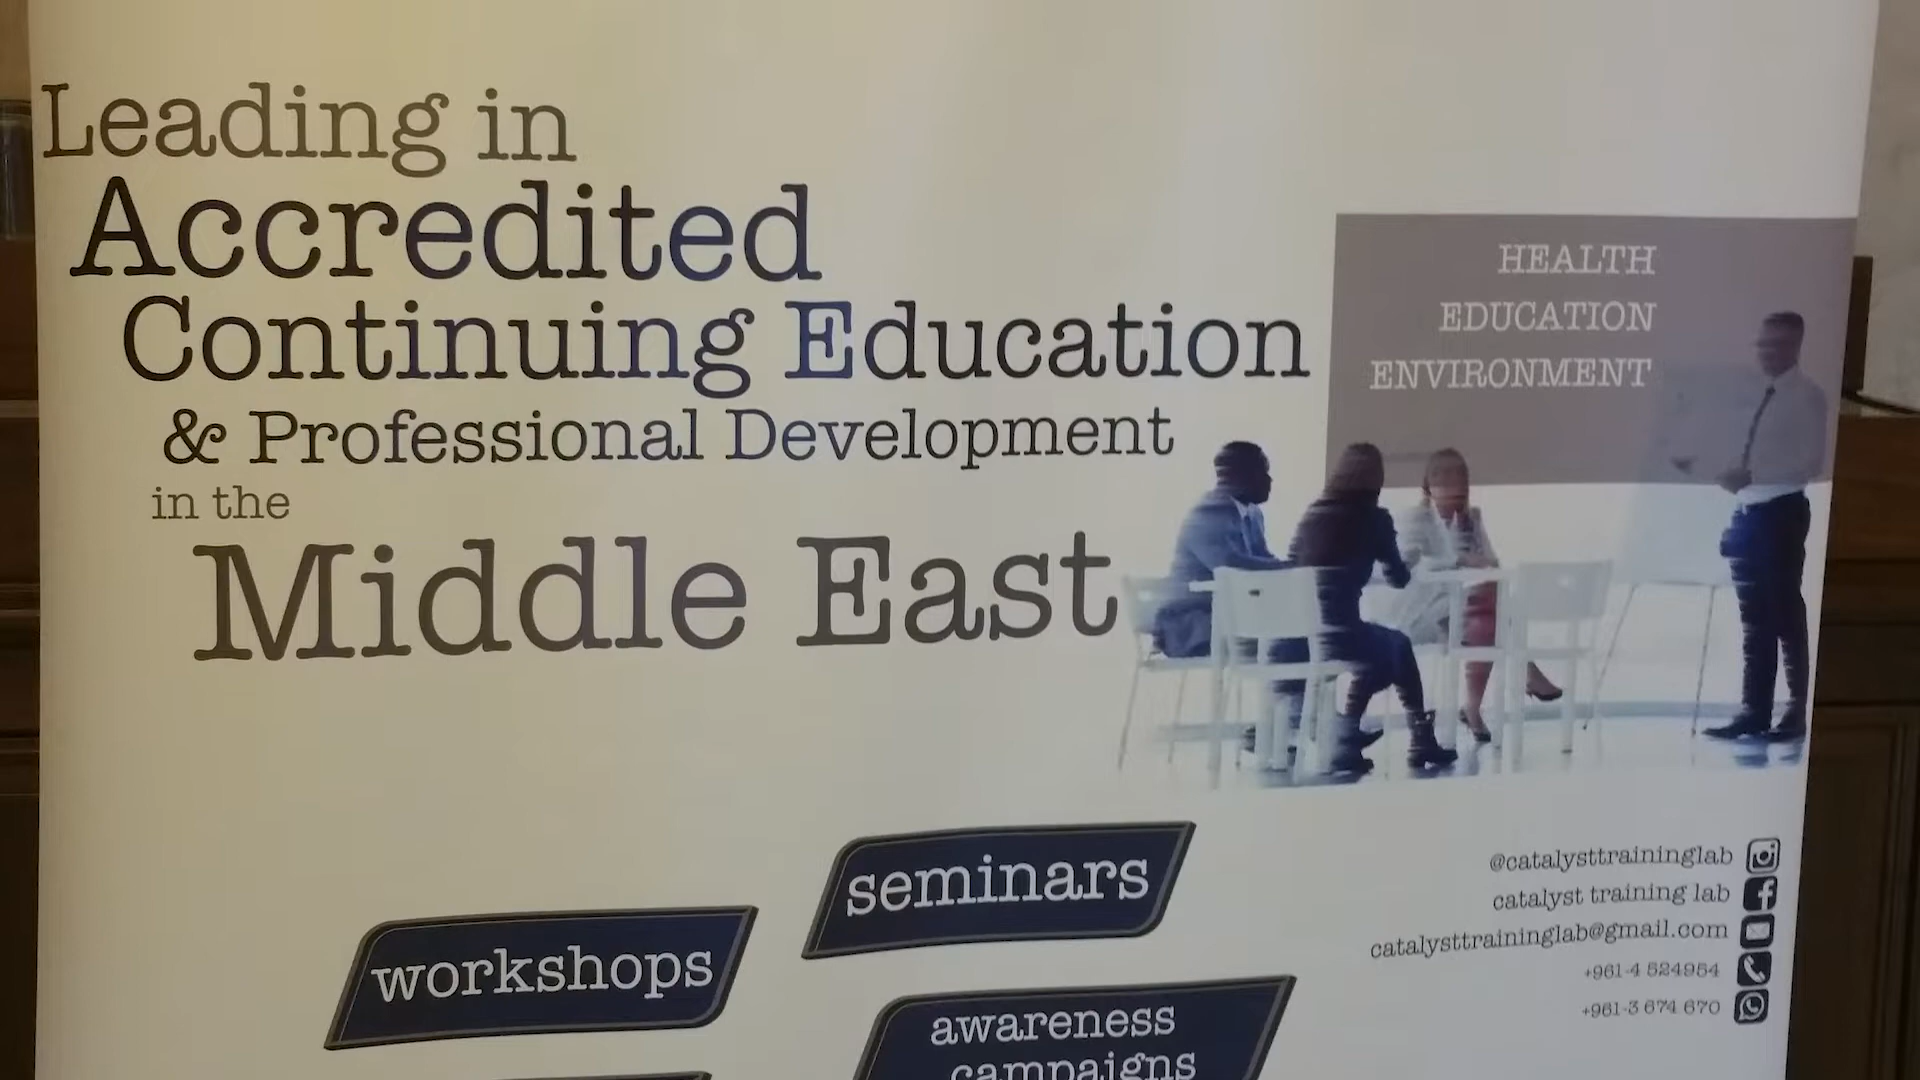 Leading in
Accredited
Continuing Education
& Professional Development
in the
Middle East
HEALTH
EDUCATION
ENVIRONMENT
seminars
workshops
awareness
campaigns
@catalysttraininglab
catalyst training lab
catalysttraininglab@gmail.com
+961-4 524954
+961-3 674 670